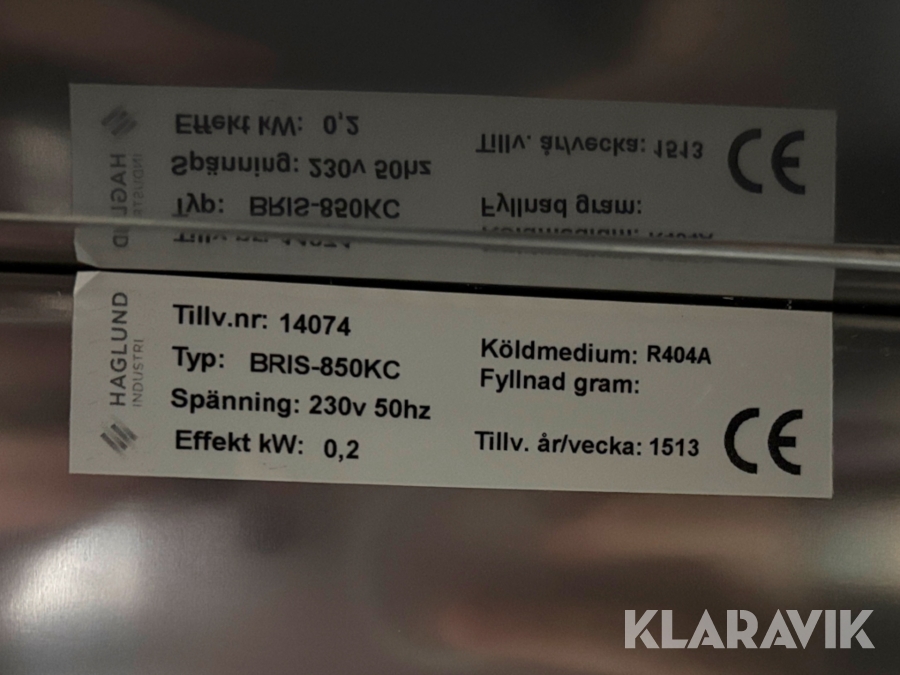 HAGLUND
INDUSTRI
Tillv.nr: 14074
Typ: BRIS-850KC
Spänning: 230v 50hz
Effekt kW: 0,2
Köldmedium: R404A
Fyllnad gram:
Tillv. år/vecka: 1513
CE
KLARAVIK